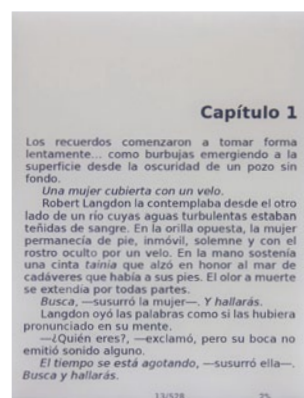 Capítulo 1
Los recuerdos comenzaron a tomar forma
lentamente... como burbujas emergiendo a la
superficie desde la oscuridad de un pozo sin
fondo.
Una mujer cubierta con un velo.
Robert Langdon la contemplaba desde el otro
lado de un río cuyas aguas turbulentas estaban
teñidas de sangre. En la orilla opuesta, la mujer
permanecía de pie, inmóvil, solemne y con el
rostro oculto por un velo. En la mano sostenía
una cinta tainia que alzó en honor al mar de
cadáveres que había a sus pies. El olor a muerte
se extendía por todas partes.
Busca, —susurró la mujer—. Y hallarás.
Langdon oyó las palabras como si las hubiera
pronunciado en su mente.
—¿Quién eres?, —exclamó, pero su boca no
emitió sonido alguno.
El tiempo se está agotando, —susurró ella—.
Busca y hallarás.
13/528 2%